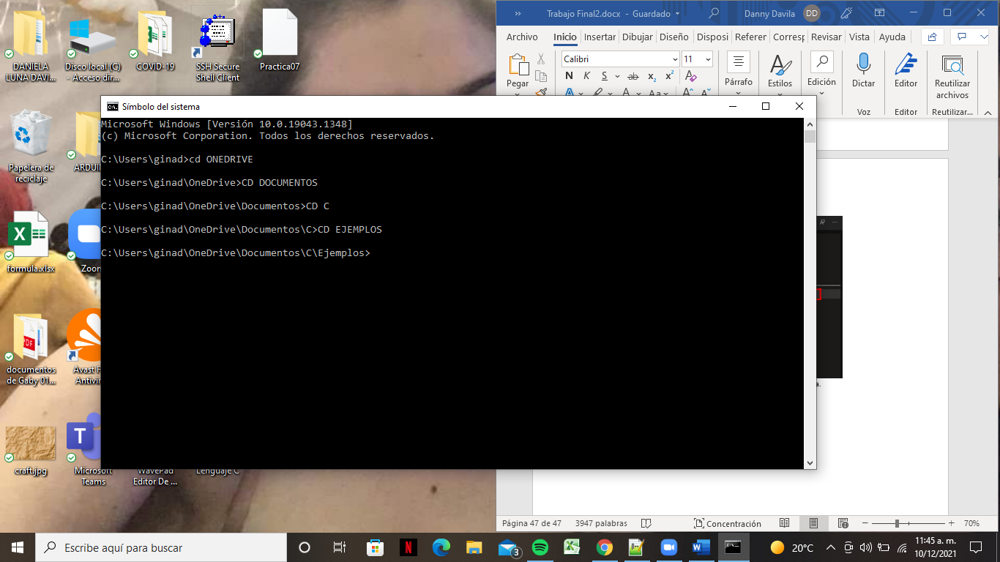 DANIELA
LUNA DAVI...
Disco local (C)
- Acceso dir...
COVID-19
SSH Secure
Shell Client
Practica07
Papelera de
reciclaje
formula.xlsx
documentos
de Gaby 01...
craft.jpg
Microsoft
Teams
WavePad
Editor De ...
Lenguaje C
Trabajo Final2.docx - Guardado
Danny Davila
DD
Archivo Inicio Insertar Dibujar Diseño Disposi Referer Corresp Revisar Vista Ayuda
Pegar
Calibri 11
N K S ab x₂ x²
Párrafo
Estilos
Edición
Dictar
Editor
Reutilizar
archivos
Voz
Editor
Reutilizar...
Símbolo del sistema
Microsoft Windows [Versión 10.0.19043.1348]
(c) Microsoft Corporation. Todos los derechos reservados.
C:\Users\ginad>cd ONEDRIVE
C:\Users\ginad\OneDrive>CD DOCUMENTOS
C:\Users\ginad\OneDrive\Documentos>CD C
C:\Users\ginad\OneDrive\Documentos\C>CD EJEMPLOS
C:\Users\ginad\OneDrive\Documentos\C\Ejemplos>
a.
Página 47 de 47 3947 palabras
Concentración
70%
Escribe aquí para buscar
3
20°C
11:45 a. m.
10/12/2021